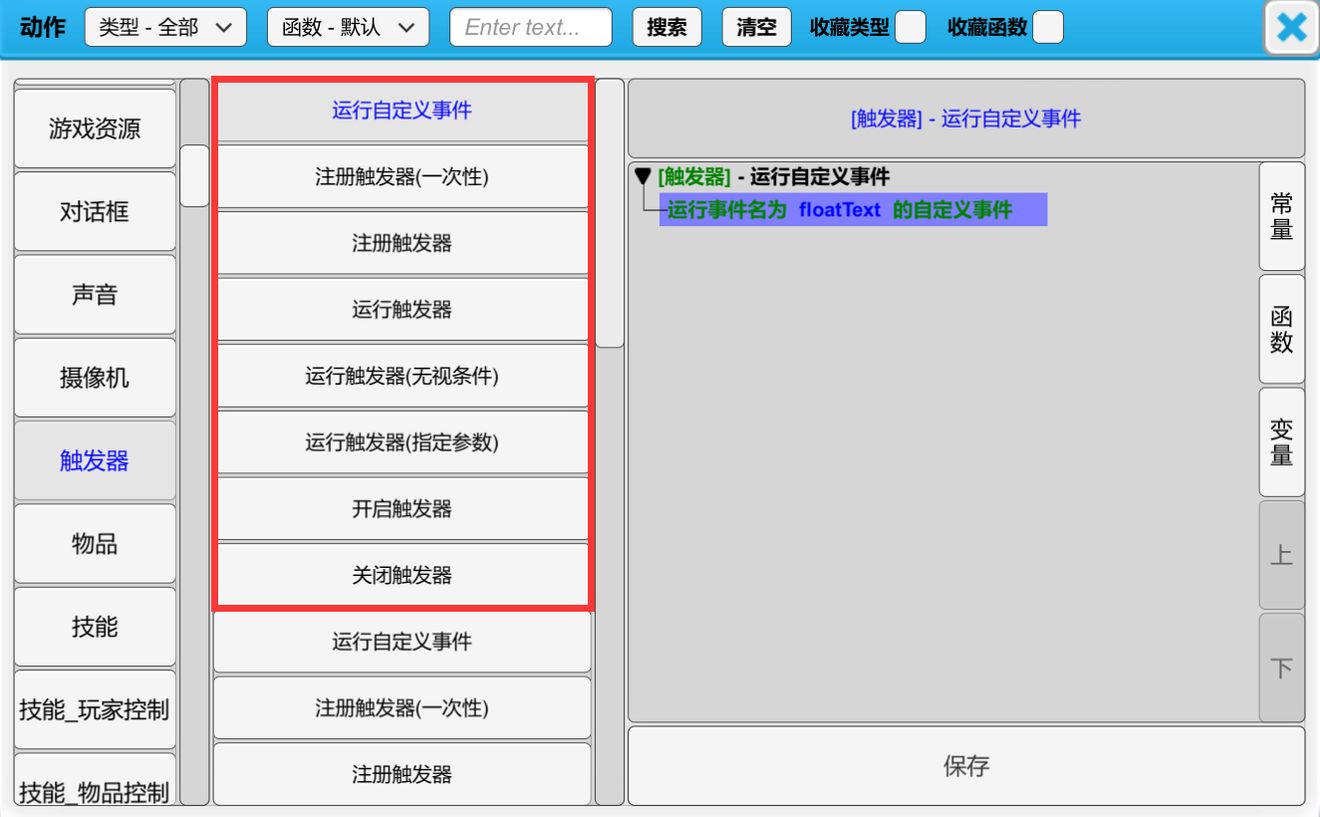 动作 类型 - 全部 函数 - 默认 Enter text... 搜索 清空 收藏类型 收藏函数
游戏资源
对话框
声音
摄像机
触发器
物品
技能
技能_玩家控制
技能_物品控制
运行自定义事件
注册触发器(一次性)
注册触发器
运行触发器
运行触发器(无视条件)
运行触发器(指定参数)
开启触发器
关闭触发器
运行自定义事件
注册触发器(一次性)
注册触发器
[触发器] - 运行自定义事件
[触发器] - 运行自定义事件
运行事件名为 floatText 的自定义事件
常量
函数
变量
上
下
保存